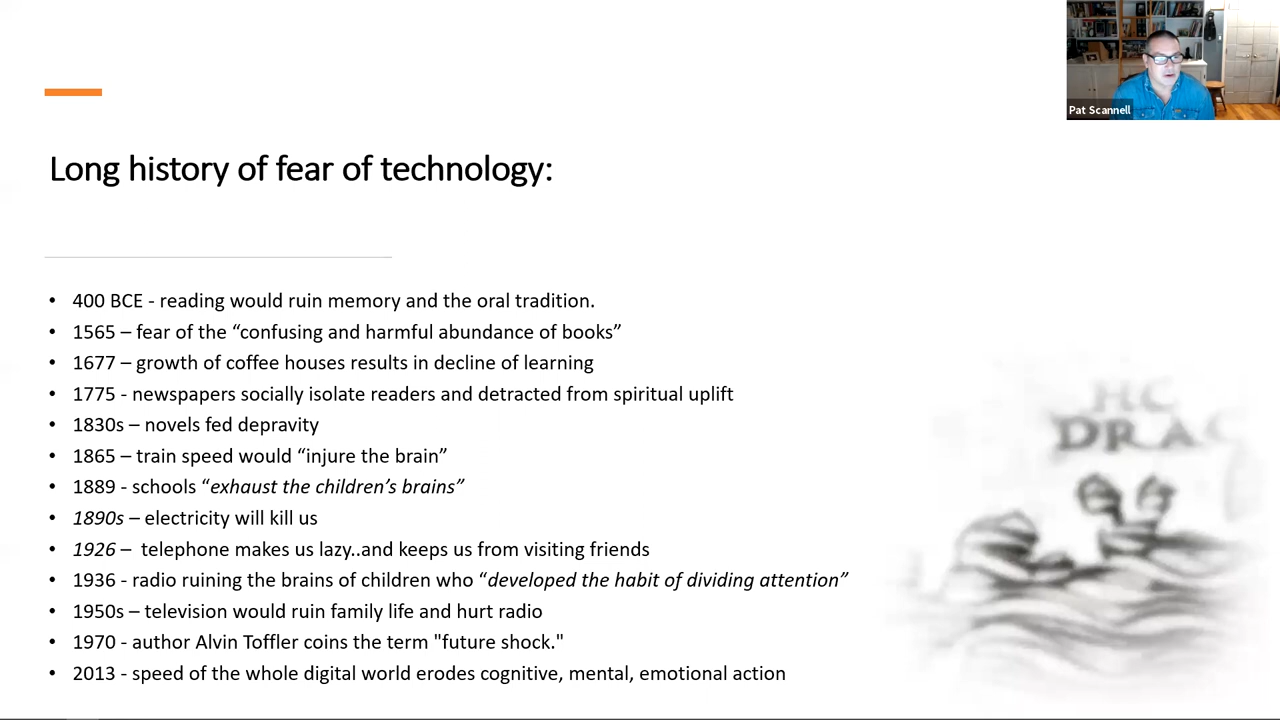 Pat Scannell
Long history of fear of technology:
• 400 BCE - reading would ruin memory and the oral tradition.
• 1565 – fear of the “confusing and harmful abundance of books”
• 1677 – growth of coffee houses results in decline of learning
• 1775 - newspapers socially isolate readers and detracted from spiritual uplift
• 1830s – novels fed depravity
• 1865 – train speed would “injure the brain”
• 1889 - schools “exhaust the children’s brains”
• 1890s – electricity will kill us
• 1926 – telephone makes us lazy..and keeps us from visiting friends
• 1936 - radio ruining the brains of children who “developed the habit of dividing attention”
• 1950s – television would ruin family life and hurt radio
• 1970 - author Alvin Toffler coins the term "future shock."
• 2013 - speed of the whole digital world erodes cognitive, mental, emotional action
HC
DRAC